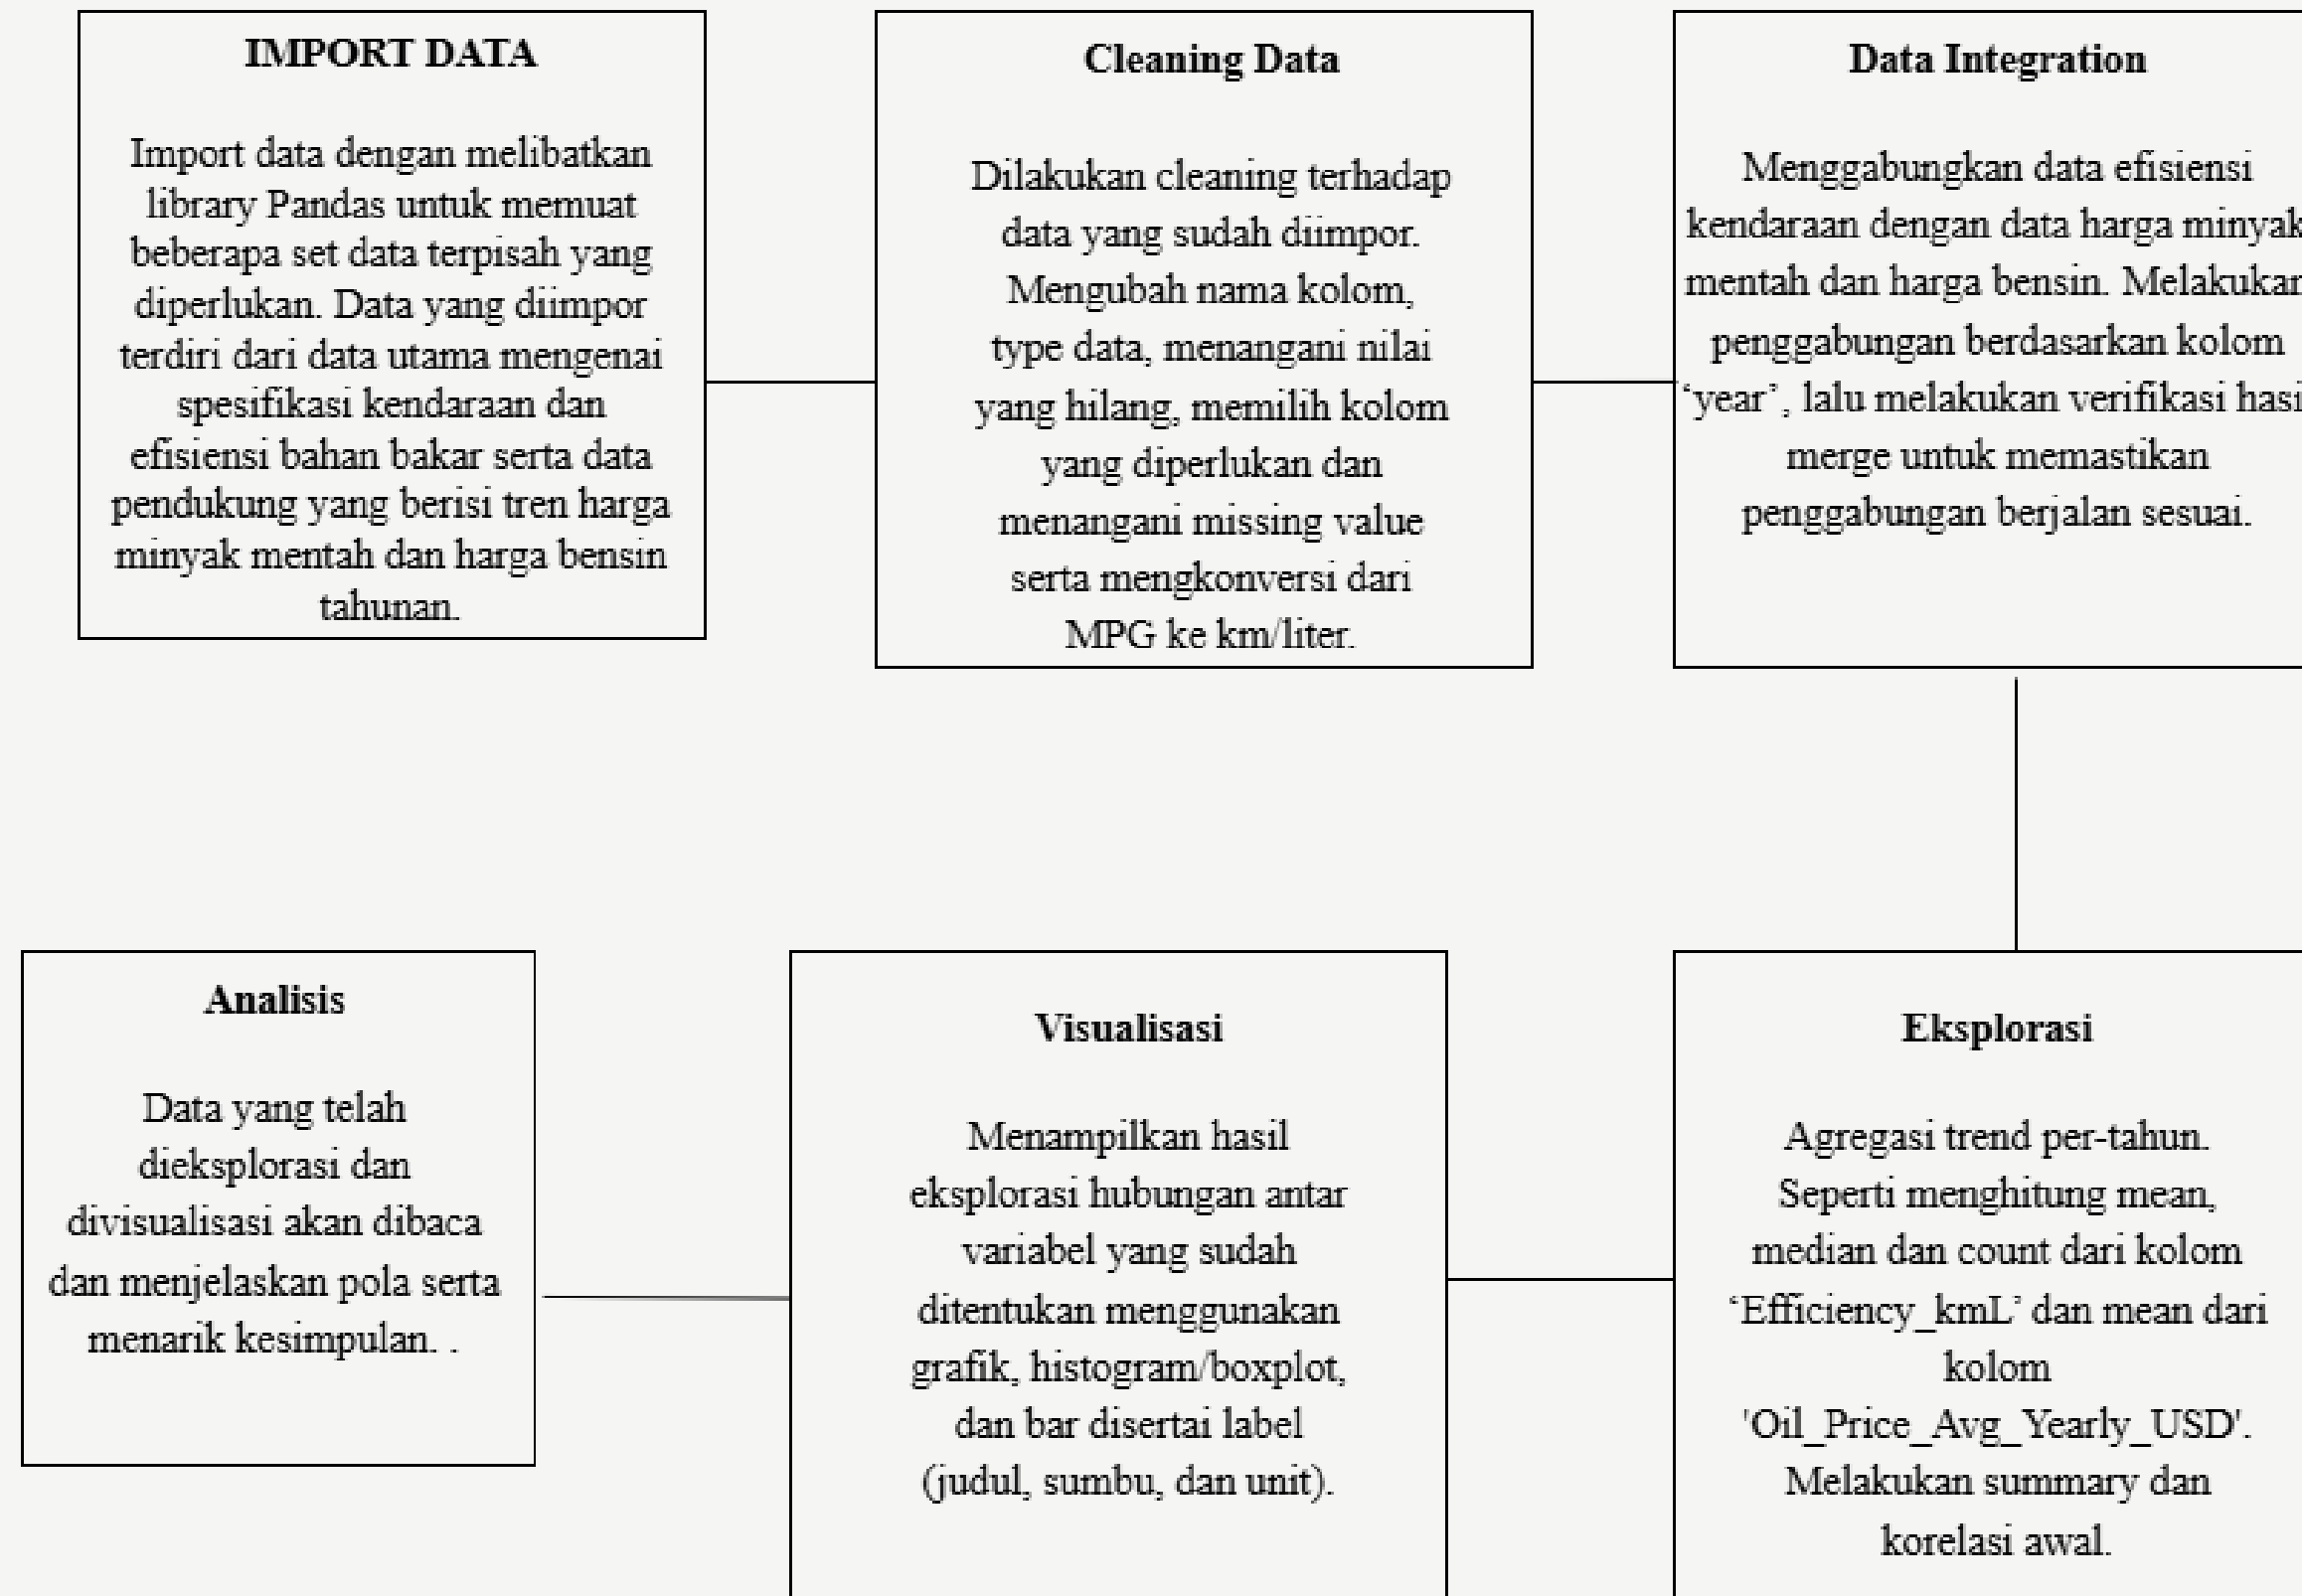 IMPORT DATA
Import data dengan melibatkan
library Pandas untuk memuat
beberapa set data terpisah yang
diperlukan. Data yang diimpor
terdiri dari data utama mengenai
spesifikasi kendaraan dan
efisiensi bahan bakar serta data
pendukung yang berisi tren harga
minyak mentah dan harga bensin
tahunan.
Cleaning Data
Dilakukan cleaning terhadap
data yang sudah diimpor.
Mengubah nama kolom,
type data, menangani nilai
yang hilang, memilih kolom
yang diperlukan dan
menangani missing value
serta mengkonversi dari
MPG ke km/liter.
Data Integration
Menggabungkan data efisiensi
kendaraan dengan data harga minyak
mentah dan harga bensin. Melakukan
penggabungan berdasarkan kolom
‘year’, lalu melakukan verifikasi hasi
merge untuk memastikan
penggabungan berjalan sesuai.
Eksplorasi
Agregasi trend per-tahun.
Seperti menghitung mean,
median dan count dari kolom
‘Efficiency_kmL’ dan mean dari
kolom
'Oil_Price_Avg_Yearly_USD'.
Melakukan summary dan
korelasi awal.
Visualisasi
Menampilkan hasil
eksplorasi hubungan antar
variabel yang sudah
ditentukan menggunakan
grafik, histogram/boxplot,
dan bar disertai label
(judul, sumbu, dan unit).
Analisis
Data yang telah
dieksplorasi dan
divisualisasi akan dibaca
dan menjelaskan pola serta
menarik kesimpulan. .